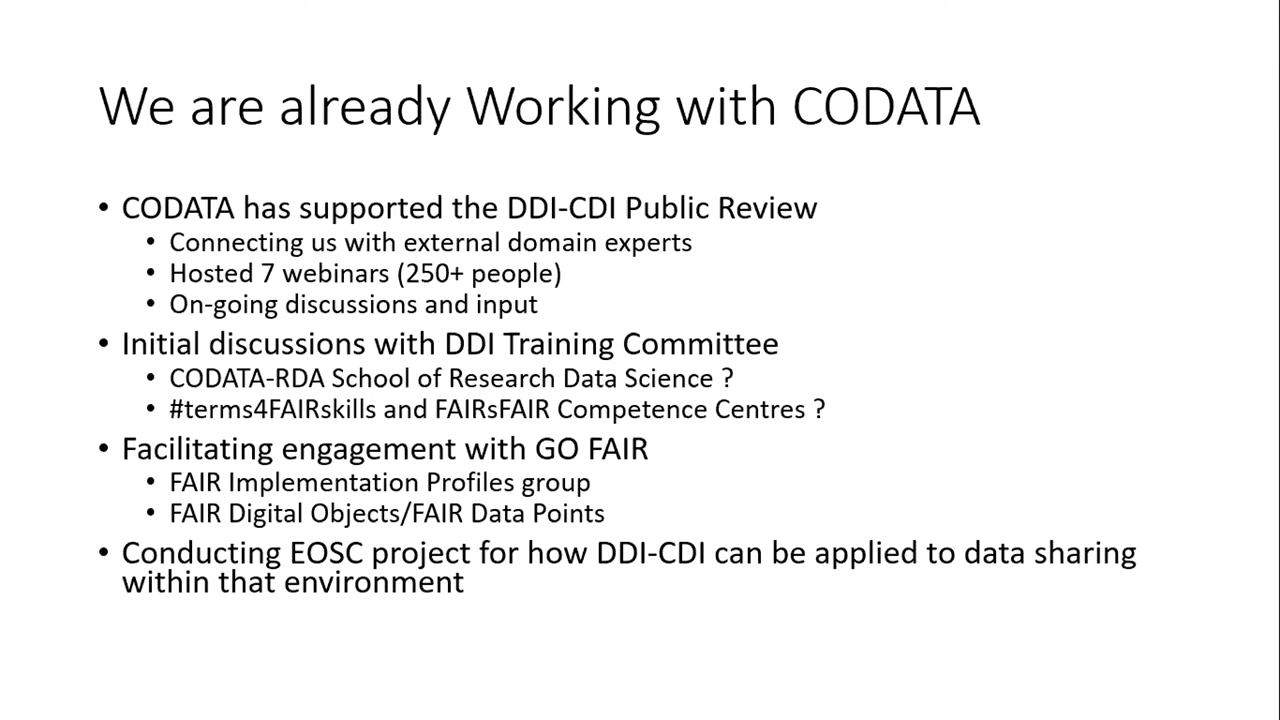 We are already Working with CODATA
• CODATA has supported the DDI-CDI Public Review
• Connecting us with external domain experts
• Hosted 7 webinars (250+ people)
• On-going discussions and input
• Initial discussions with DDI Training Committee
• CODATA-RDA School of Research Data Science ?
• #terms4FAIRskills and FAIRsFAIR Competence Centres ?
• Facilitating engagement with GO FAIR
• FAIR Implementation Profiles group
• FAIR Digital Objects/FAIR Data Points
• Conducting EOSC project for how DDI-CDI can be applied to data sharing
within that environment